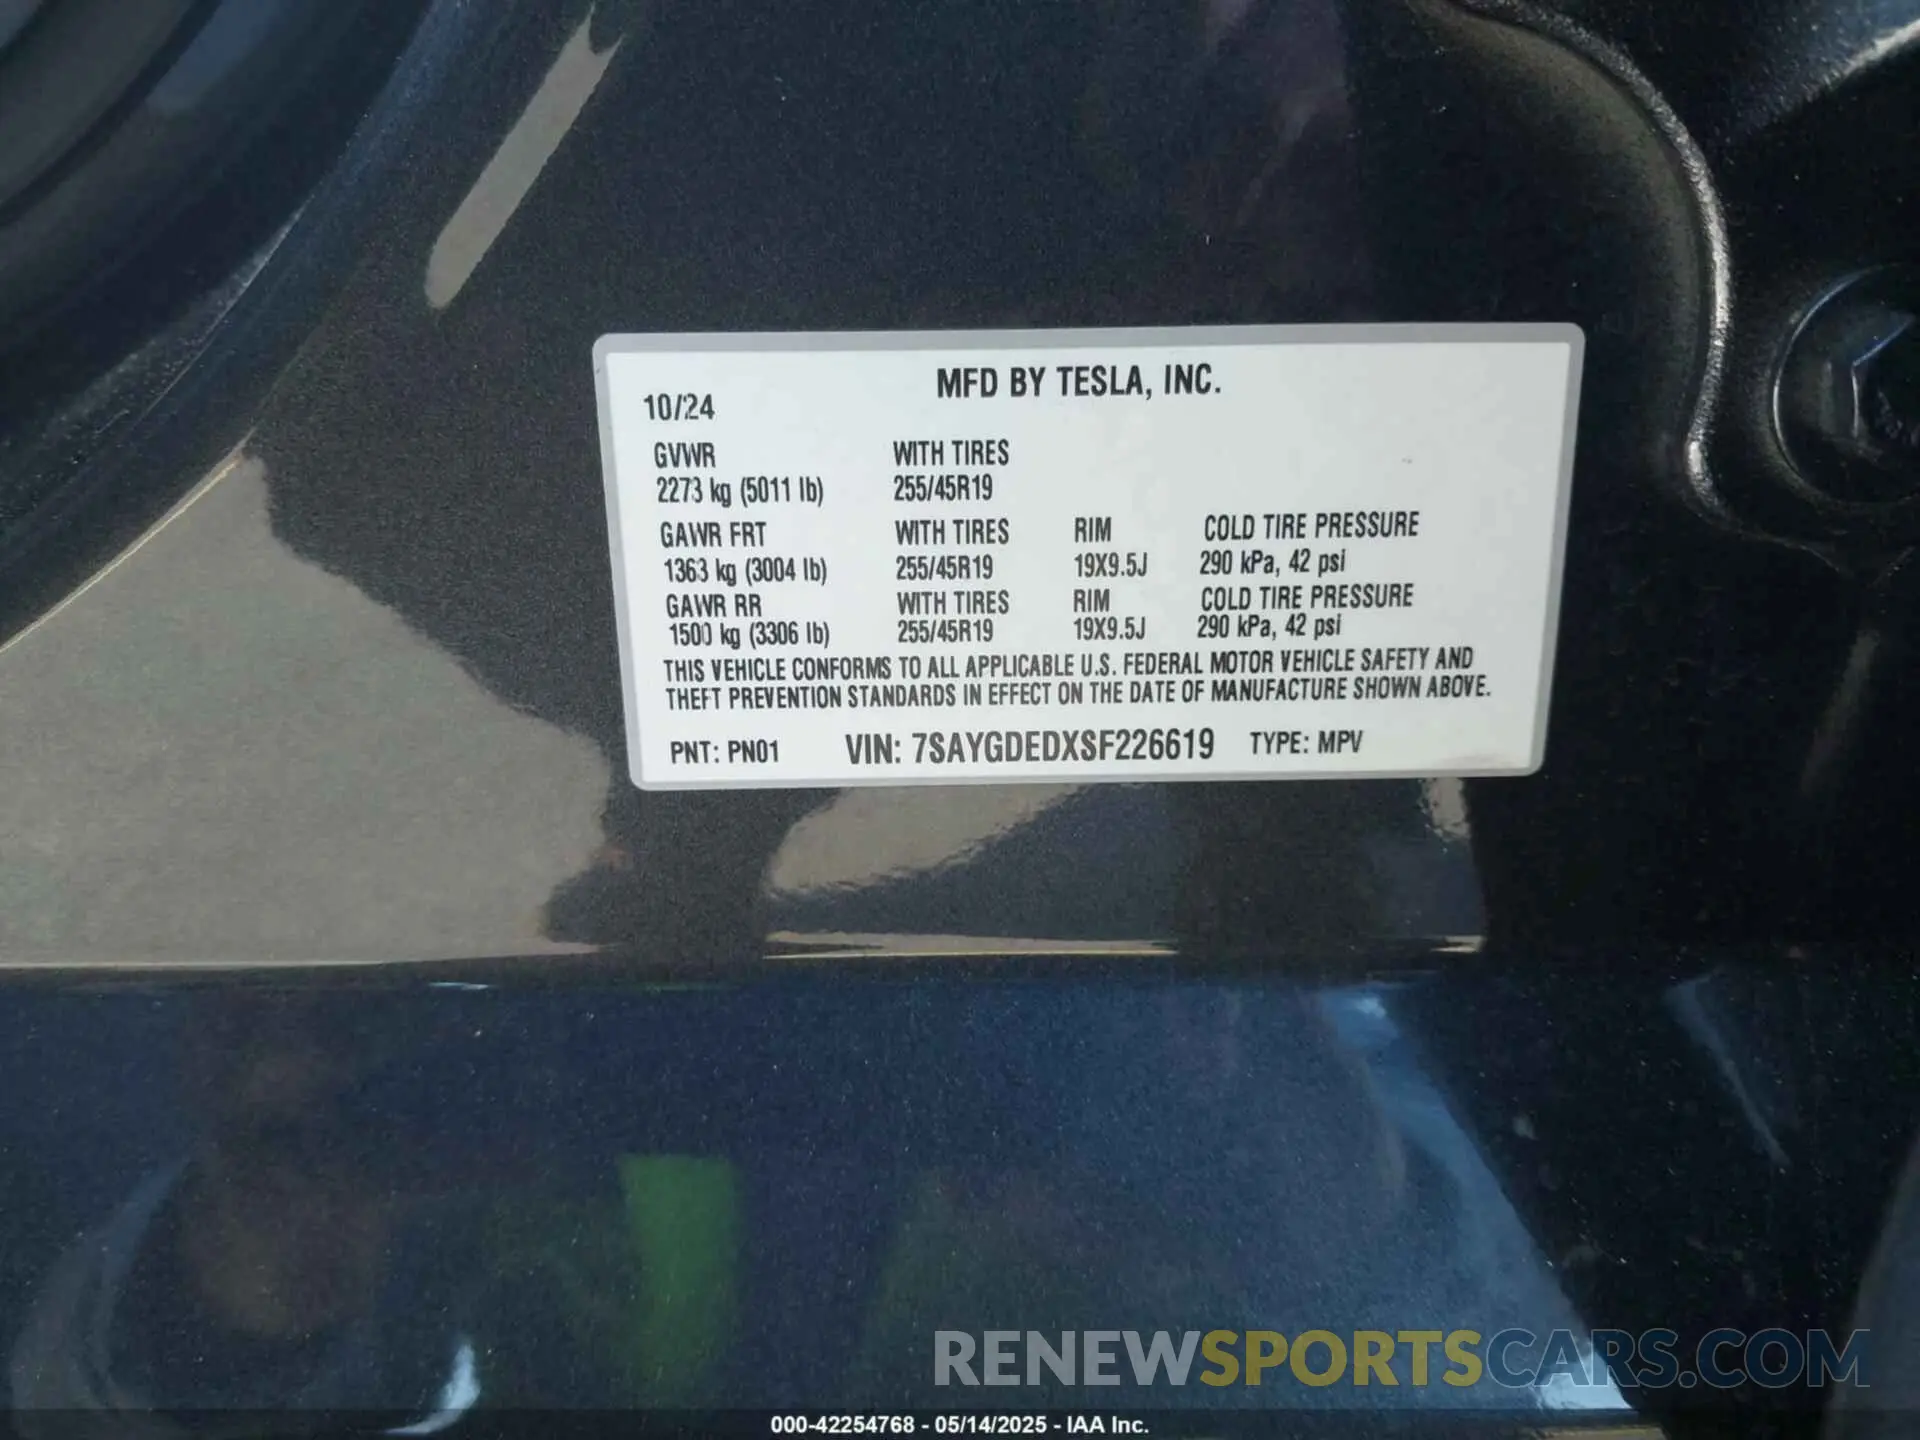 MFD BY TESLA, INC.
10/24
GVWR WITH TIRES
2273 kg (5011 lb) 255/45R19
GAWR FRT WITH TIRES RIM COLD TIRE PRESSURE
1363 kg (3004 lb) 255/45R19 19X9.5J 290 kPa, 42 psi
GAWR RR WITH TIRES RIM COLD TIRE PRESSURE
1500 kg (3306 lb) 255/45R19 19X9.5J 290 kPa, 42 psi
THIS VEHICLE CONFORMS TO ALL APPLICABLE U.S. FEDERAL MOTOR VEHICLE SAFETY AND
THEFT PREVENTION STANDARDS IN EFFECT ON THE DATE OF MANUFACTURE SHOWN ABOVE.
PNT: PN01 VIN: 7SAYGDEDXSF226619 TYPE: MPV
RENEWSPORTSCARS.COM
000-42254768 - 05/14/2025 - IAA Inc.